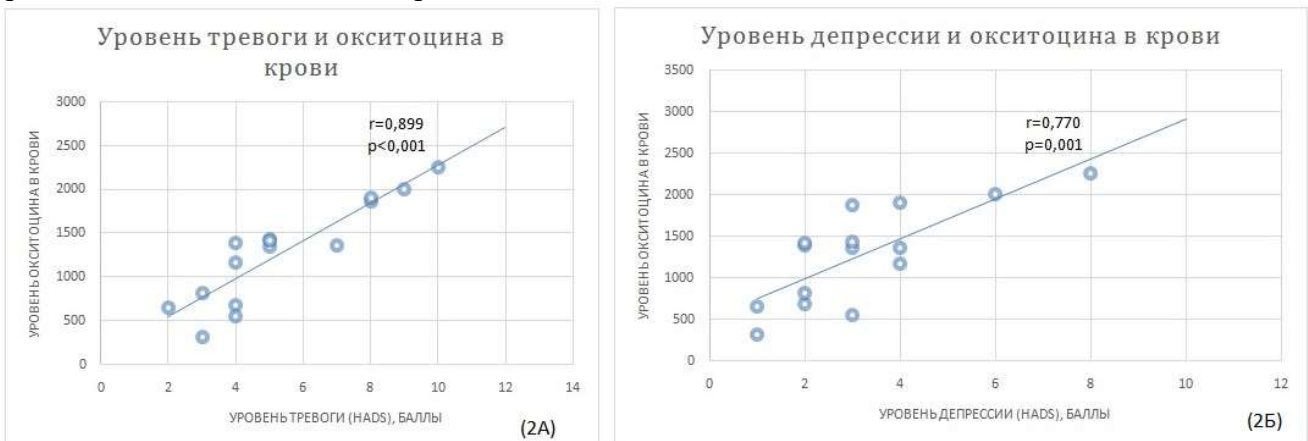 Уровень тревоги и окситоцина в
крови
3000
2500
2000
1500
1000
500
0
r=0,899
p<0,001
0 2 4 6 8 10 12 14
УРОВЕНЬ ОКСИТОЦИНА В КРОВИ
УРОВЕНЬ ТРЕВОГИ (HADS), БАЛЛЫ
(2А)
Уровень депрессии и окситоцина в крови
3500
3000
2500
2000
1500
1000
500
0
r=0,770
p=0,001
0 2 4 6 8 10 12
УРОВЕНЬ ОКСИТОЦИНА В КРОВИ
УРОВЕНЬ ДЕПРЕССИИ (HADS), БАЛЛЫ
(2Б)